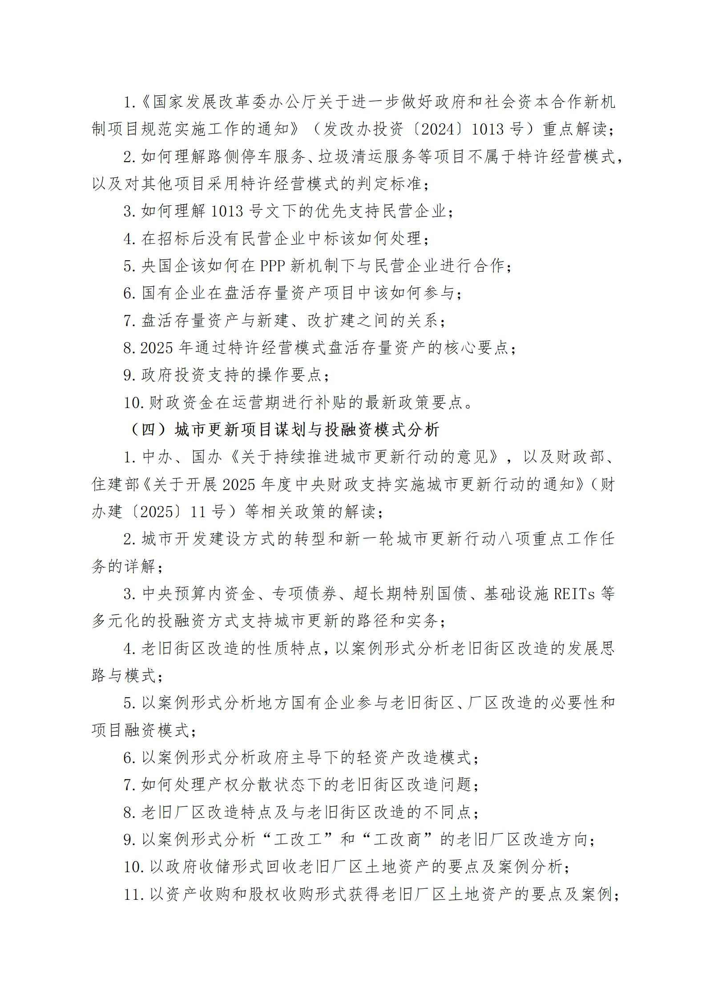 1.《国家发展改革委办公厅关于进一步做好政府和社会资本合作新机
制项目规范实施工作的通知》（发改办投资〔2024〕1013 号）重点解读；
2.如何理解路侧停车服务、垃圾清运服务等项目不属于特许经营模式，
以及对其他项目采用特许经营模式的判定标准；
3.如何理解 1013 号文下的优先支持民营企业；
4.在招标后没有民营企业中标该如何处理；
5.央国企该如何在 PPP 新机制下与民营企业进行合作；
6.国有企业在盘活存量资产项目中该如何参与；
7.盘活存量资产与新建、改扩建之间的关系；
8.2025 年通过特许经营模式盘活存量资产的核心要点；
9.政府投资支持的操作要点；
10.财政资金在运营期进行补贴的最新政策要点。
（四）城市更新项目谋划与投融资模式分析
1.中办、国办《关于持续推进城市更新行动的意见》，以及财政部、
住建部《关于开展 2025 年度中央财政支持实施城市更新行动的通知》（财
办建〔2025〕11 号）等相关政策的解读；
2.城市开发建设方式的转型和新一轮城市更新行动八项重点工作任
务的详解；
3.中央预算内资金、专项债券、超长期特别国债、基础设施 REITs 等
多元化的投融资方式支持城市更新的路径和实务；
4.老旧街区改造的性质特点，以案例形式分析老旧街区改造的发展思
路与模式；
5.以案例形式分析地方国有企业参与老旧街区、厂区改造的必要性和
项目融资模式；
6.以案例形式分析政府主导下的轻资产改造模式；
7.如何处理产权分散状态下的老旧街区改造问题；
8.老旧厂区改造特点及与老旧街区改造的不同点；
9.以案例形式分析“工改工”和“工改商”的老旧厂区改造方向；
10.以政府收储形式回收老旧厂区土地资产的要点及案例分析；
11.以资产收购和股权收购形式获得老旧厂区土地资产的要点及案例；